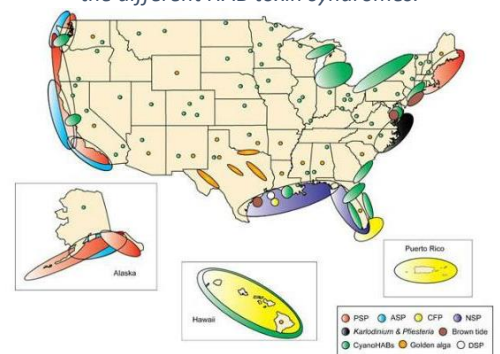 the different HAB toxin syndromes.
Alaska
Hawaii
Puerto Rico
PSP ASP CFP NSP
Karlodinium & Pfiesteria Brown tide
CyanoHABs Golden alga DSP